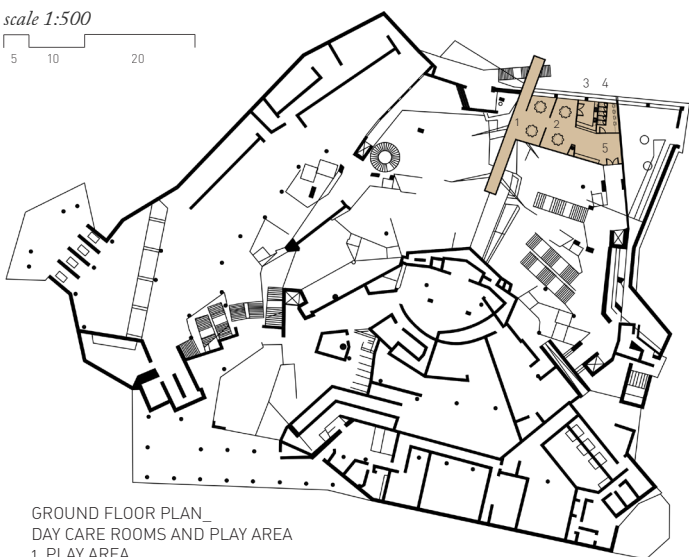 scale 1:500
5 10 20
3 4
1 2
5
GROUND FLOOR PLAN_
DAY CARE ROOMS AND PLAY AREA
1 PLAY AREA